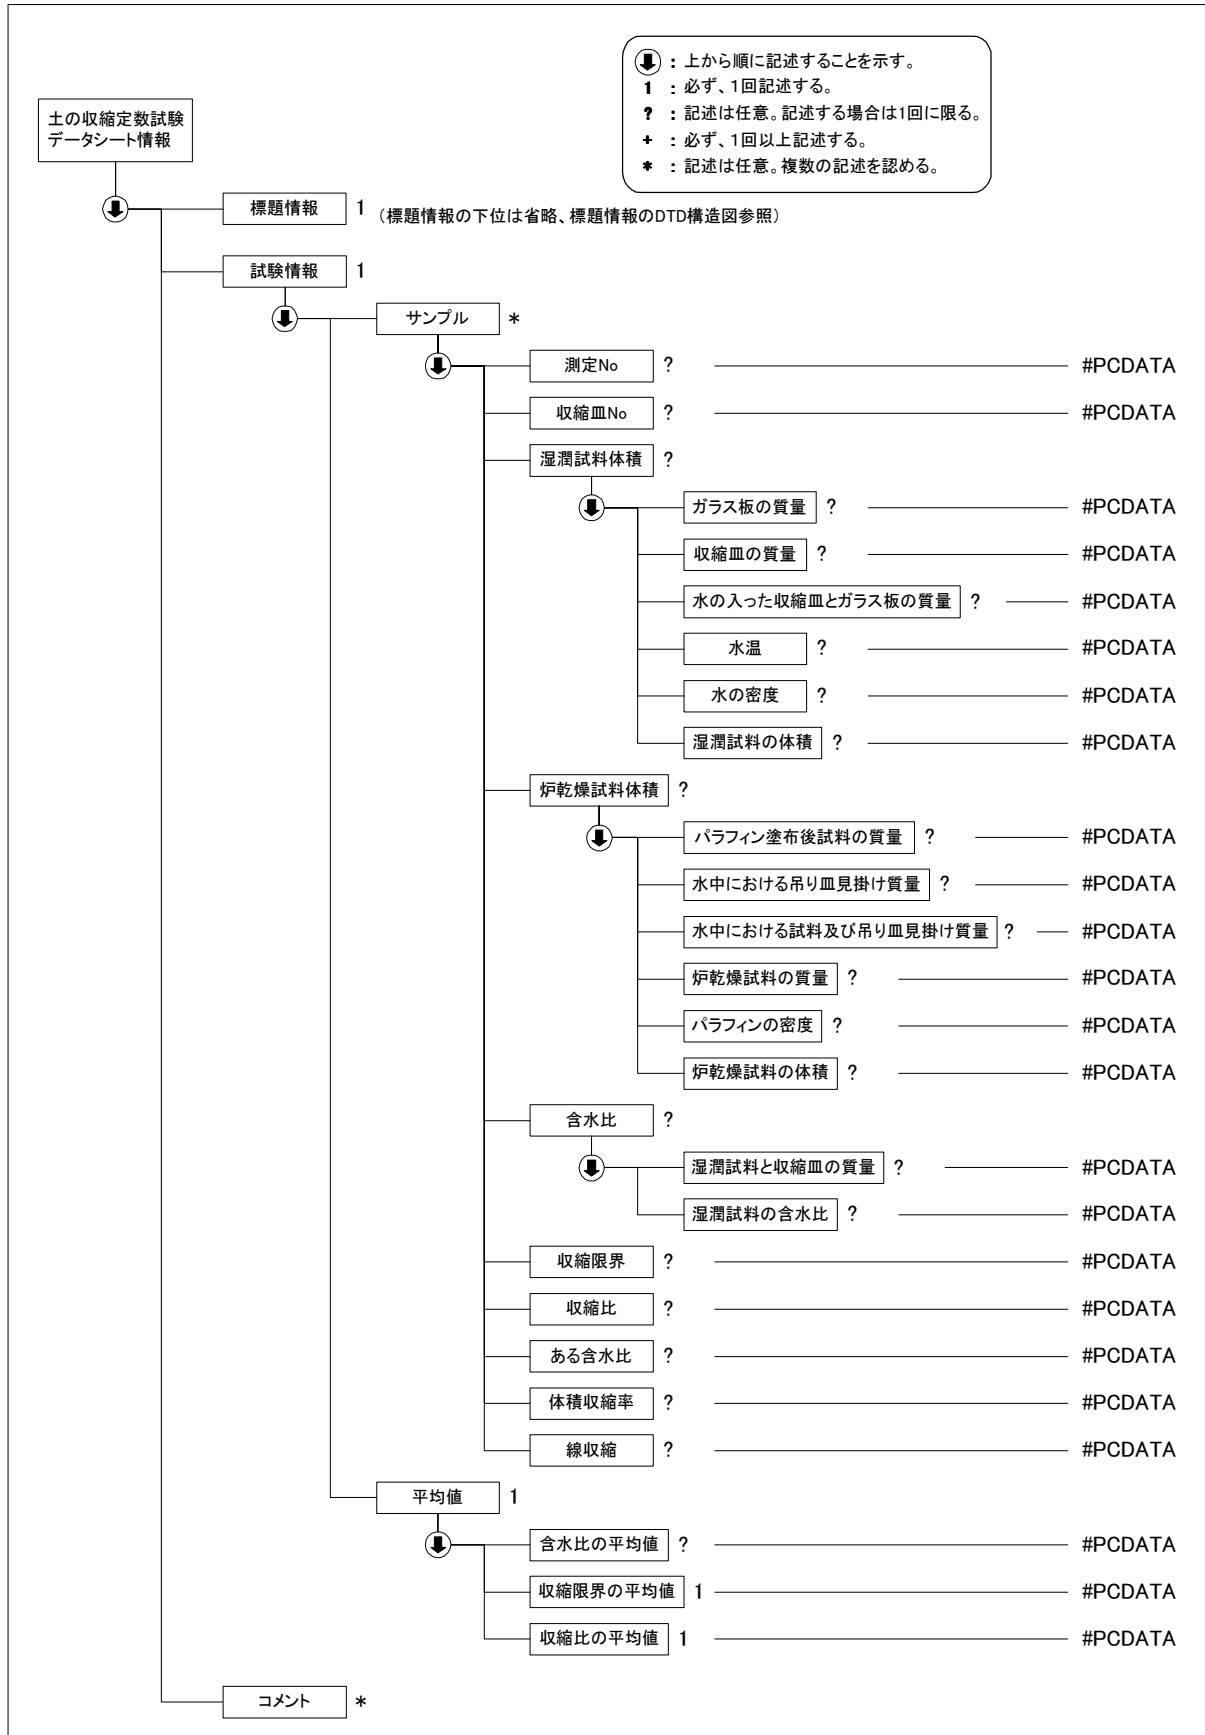 ： 上から順に記述することを示す。
1 ： 必ず、1回記述する。
? ： 記述は任意。記述する場合は1回に限る。
+ ： 必ず、1回以上記述する。
* ： 記述は任意。複数の記述を認める。
土の収縮定数試験
データシート情報
標題情報 1 （標題情報の下位は省略、標題情報のDTD構造図参照）
試験情報 1
サンプル *
測定No ? #PCDATA
収縮皿No ? #PCDATA
湿潤試料体積 ?
ガラス板の質量 ? #PCDATA
収縮皿の質量 ? #PCDATA
水の入った収縮皿とガラス板の質量 ? #PCDATA
水温 ? #PCDATA
水の密度 ? #PCDATA
湿潤試料の体積 ? #PCDATA
炉乾燥試料体積 ?
パラフィン塗布後試料の質量 ? #PCDATA
水中における吊り皿見掛け質量 ? #PCDATA
水中における試料及び吊り皿見掛け質量 ? #PCDATA
炉乾燥試料の質量 ? #PCDATA
パラフィンの密度 ? #PCDATA
炉乾燥試料の体積 ? #PCDATA
含水比 ?
湿潤試料と収縮皿の質量 ? #PCDATA
湿潤試料の含水比 ? #PCDATA
収縮限界 ? #PCDATA
収縮比 ? #PCDATA
ある含水比 ? #PCDATA
体積収縮率 ? #PCDATA
線収縮 ? #PCDATA
平均値 1
含水比の平均値 ? #PCDATA
収縮限界の平均値 1 #PCDATA
収縮比の平均値 1 #PCDATA
コメント *